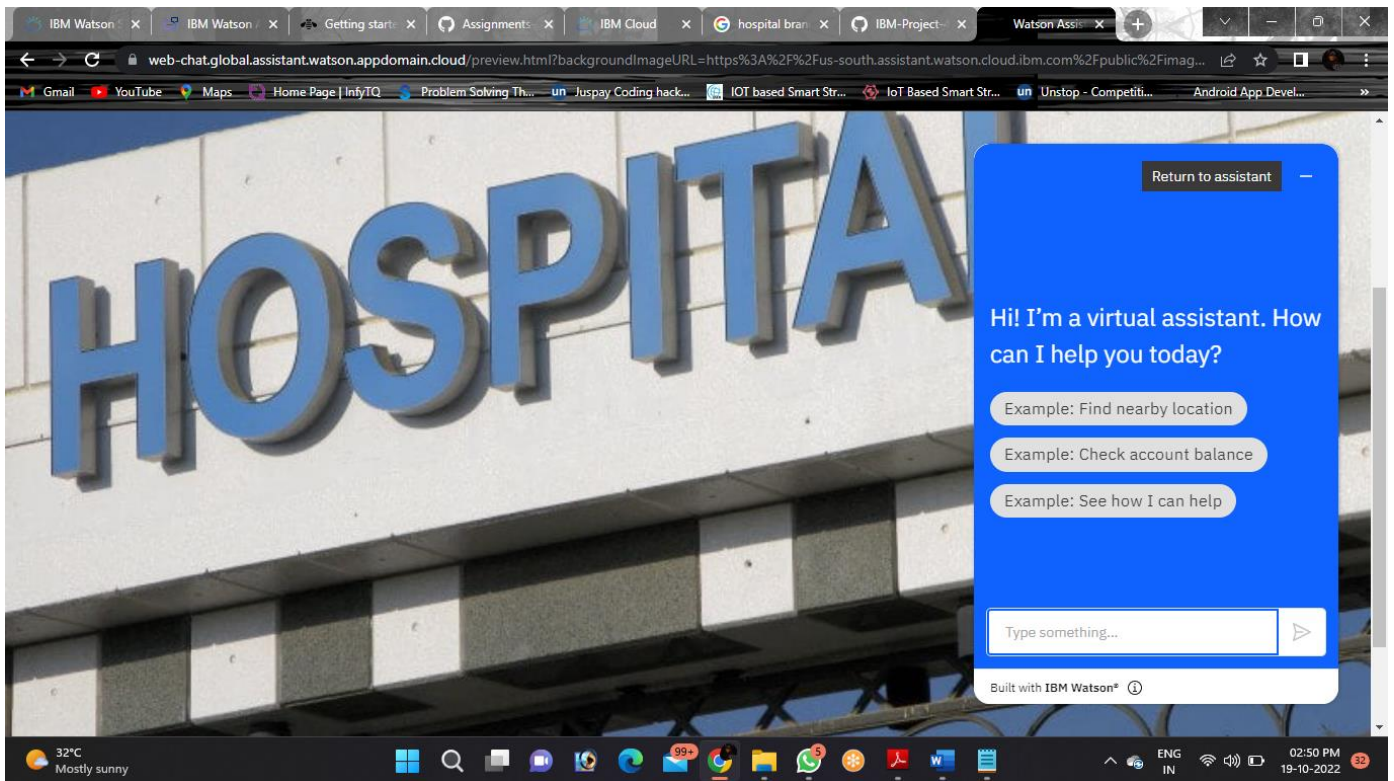 IBM Watson S
IBM Watson A
Getting starte
Assignments
IBM Cloud
hospital bran
IBM-Project-
Watson Assis
web-chat.global.assistant.watson.appdomain.cloud/preview.html?backgroundImageURL=https%3A%2F%2Fus-south.assistant.watson.cloud.ibm.com%2Fpublic%2Fimag...
Gmail
YouTube
Maps
Home Page | InfyTQ
Problem Solving Th...
un Juspay Coding hack...
IOT based Smart Str...
IoT Based Smart Str...
un Unstop - Competiti...
Android App Devel...
»
HOSPITA
Return to assistant
Hi! I'm a virtual assistant. How
can I help you today?
Example: Find nearby location
Example: Check account balance
Example: See how I can help
Type something...
Built with IBM Watson®
32°C
Mostly sunny
99+
5
ENG
IN
02:50 PM
19-10-2022
32